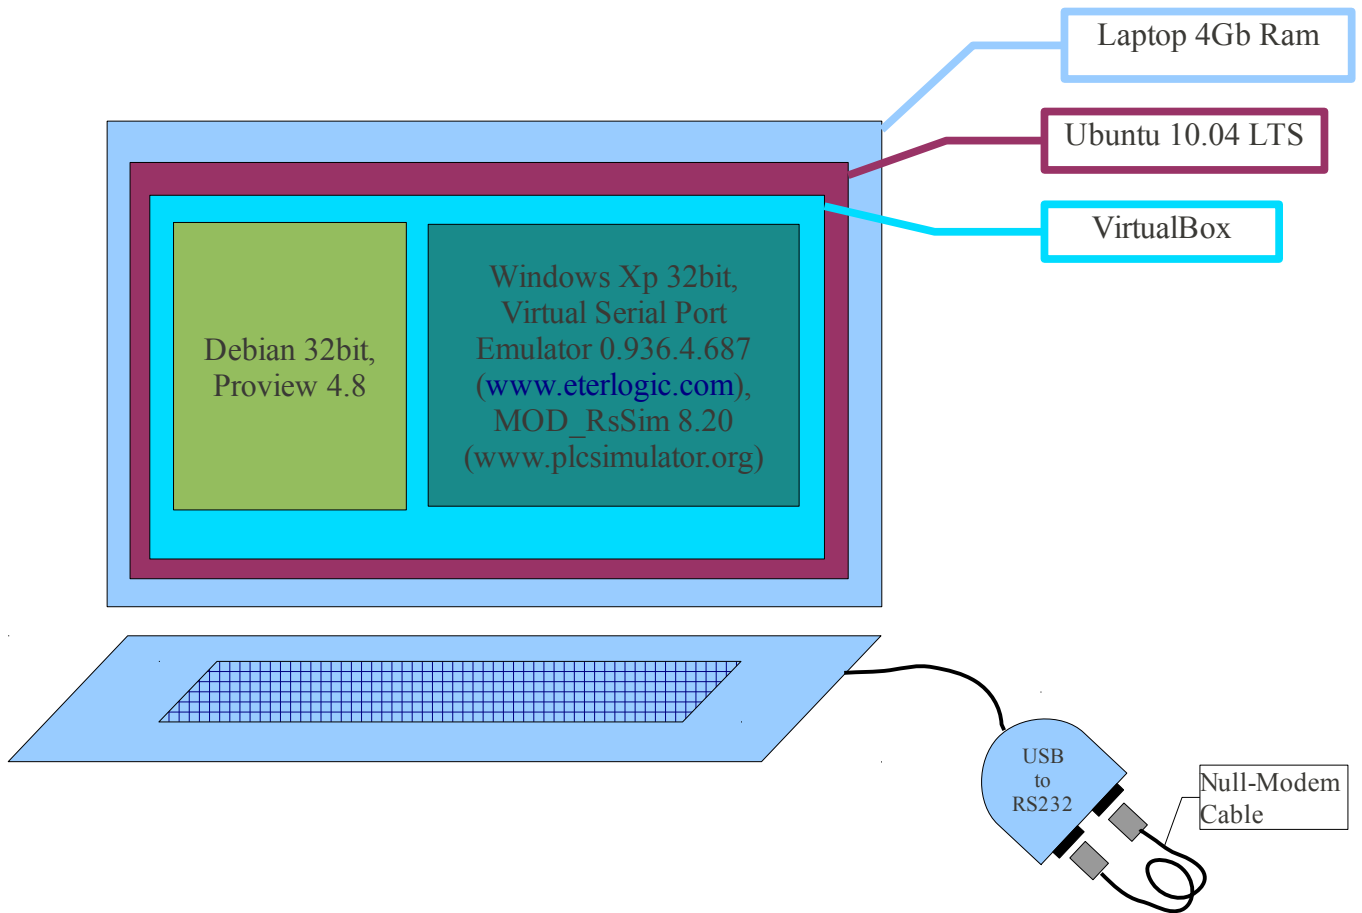 Laptop 4Gb Ram
Ubuntu 10.04 LTS
VirtualBox
Debian 32bit,
Proview 4.8
Windows Xp 32bit,
Virtual Serial Port
Emulator 0.936.4.687
(www.eterlogic.com),
MOD_RsSim 8.20
(www.plcsimulator.org)
USB
to
RS232
Null-Modem
Cable